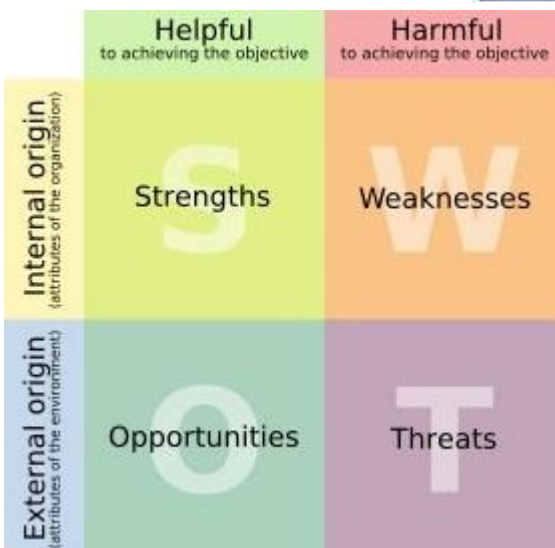 Helpful
to achieving the objective
Harmful
to achieving the objective
Internal origin
(attributes of the organization)
S
Strengths
W
Weaknesses
External origin
(attributes of the environment)
O
Opportunities
T
Threats